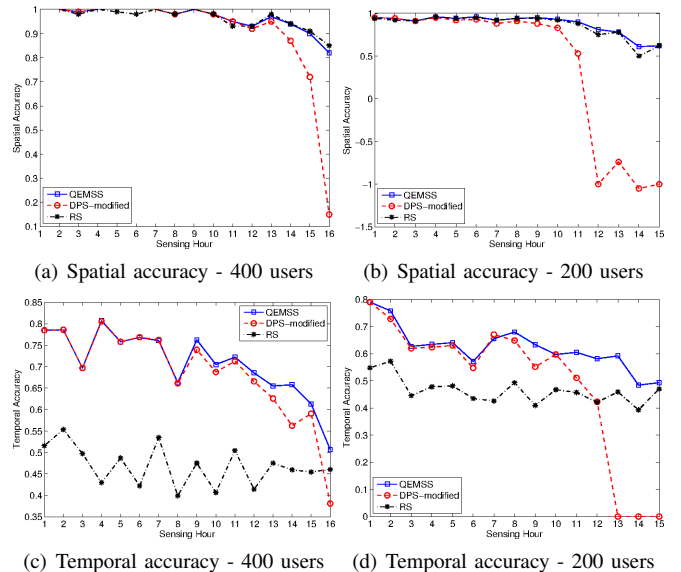 1
0.9
0.8
0.7
0.6
0.5
0.4
0.3
0.2
0.1
Spatial Accuracy
QEMSS
DPS-modified
RS
1 2 3 4 5 6 7 8 9 10 11 12 13 14 15 16
Sensing Hour
(a) Spatial accuracy - 400 users
1
0.5
0
-0.5
-1
-1.5
Spatial Accuracy
QEMSS
DPS-modified
RS
1 2 3 4 5 6 7 8 9 10 11 12 13 14 15
Sensing Hour
(b) Spatial accuracy - 200 users
0.85
0.8
0.75
0.7
0.65
0.6
0.55
0.5
0.45
0.4
0.35
Temporal Accuracy
QEMSS
DPS-modified
RS
1 2 3 4 5 6 7 8 9 10 11 12 13 14 15 16
Sensing Hour
(c) Temporal accuracy - 400 users
0.8
0.7
0.6
0.5
0.4
0.3
0.2
0.1
0
Temporal Accuracy
QEMSS
DPS-modified
RS
1 2 3 4 5 6 7 8 9 10 11 12 13 14 15
Sensing Hour
(d) Temporal accuracy - 200 users